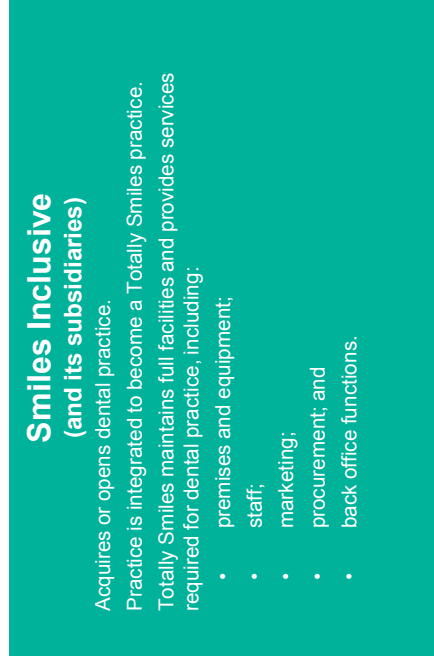 Smiles Inclusive
(and its subsidiaries)
Acquires or opens dental practice.
Practice is integrated to become a Totally Smiles practice.
Totally Smiles maintains full facilities and provides services
required for dental practice, including:
• premises and equipment;
• staff;
• marketing;
• procurement; and
• back office functions.